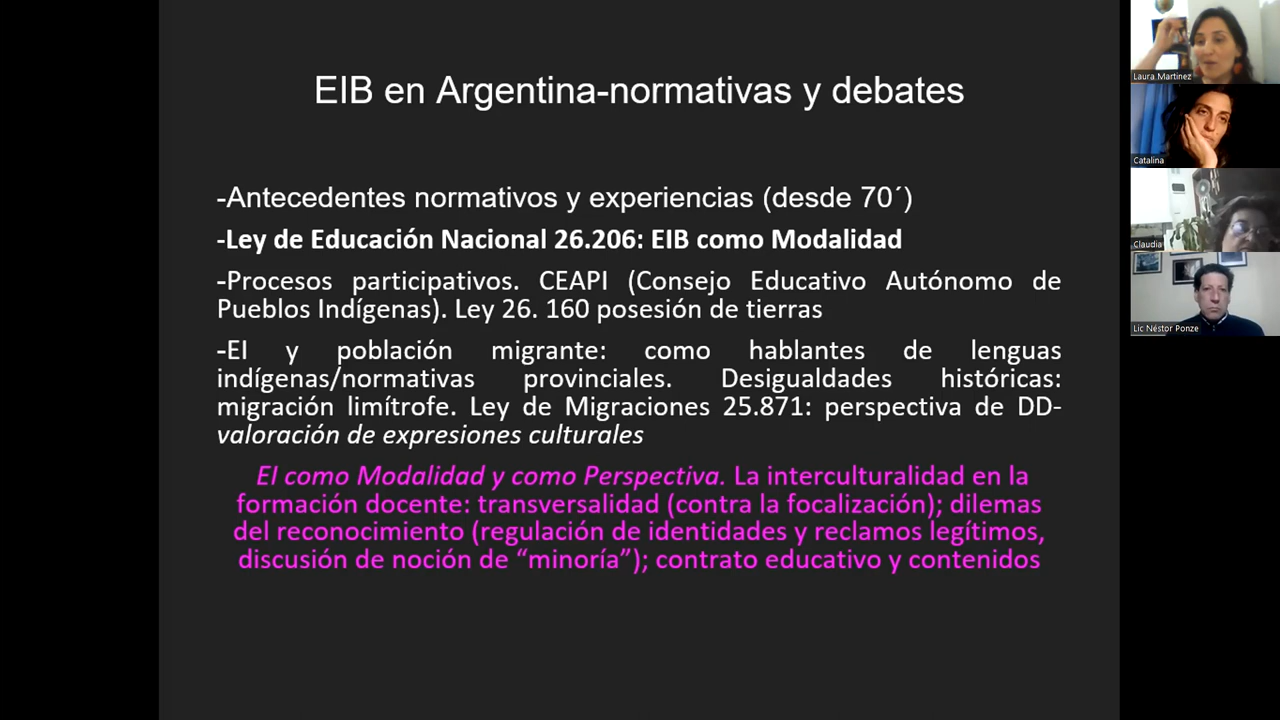 EIB en Argentina-normativas y debates
-Antecedentes normativos y experiencias (desde 70´)
-Ley de Educación Nacional 26.206: EIB como Modalidad
-Procesos participativos. CEAPI (Consejo Educativo Autónomo de
Pueblos Indígenas). Ley 26. 160 posesión de tierras
-EI y población migrante: como hablantes de lenguas
indígenas/normativas provinciales. Desigualdades históricas:
migración limítrofe. Ley de Migraciones 25.871: perspectiva de DD-
valoración de expresiones culturales
EI como Modalidad y como Perspectiva. La interculturalidad en la
formación docente: transversalidad (contra la focalización); dilemas
del reconocimiento (regulación de identidades y reclamos legítimos,
discusión de noción de “minoría”); contrato educativo y contenidos
Laura Martinez
Catalina
Claudia
Lic Néstor Ponze